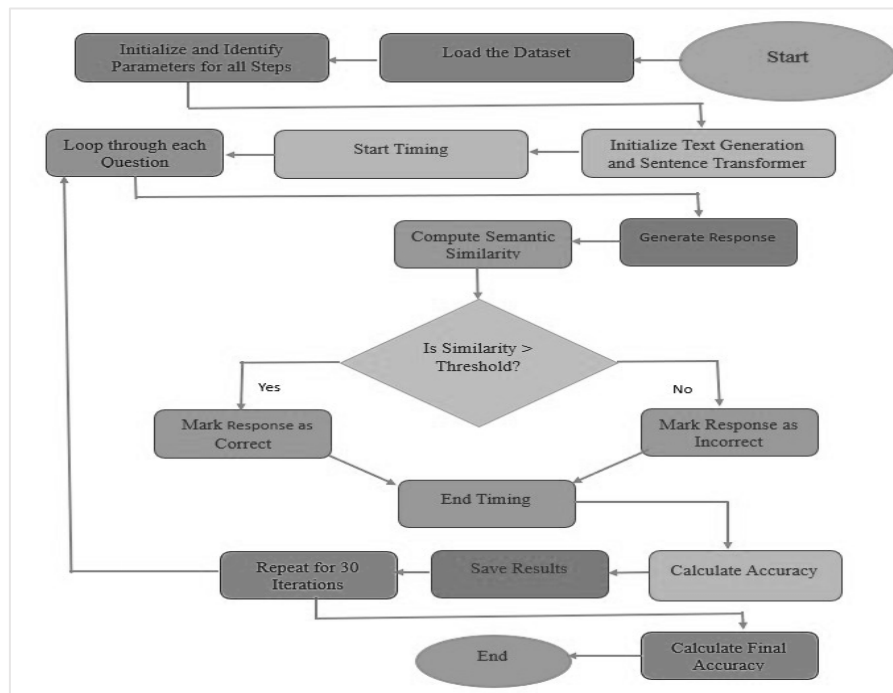 Start
Load the Dataset
Initialize and Identify
Parameters for all Steps
Initialize Text Generation
and Sentence Transformer
Start Timing
Loop through each
Question
Generate Response
Compute Semantic
Similarity
Is Similarity >
Threshold?
Yes
No
Mark Response as
Correct
Mark Response as
Incorrect
End Timing
Calculate Accuracy
Save Results
Repeat for 30
Iterations
Calculate Final
Accuracy
End